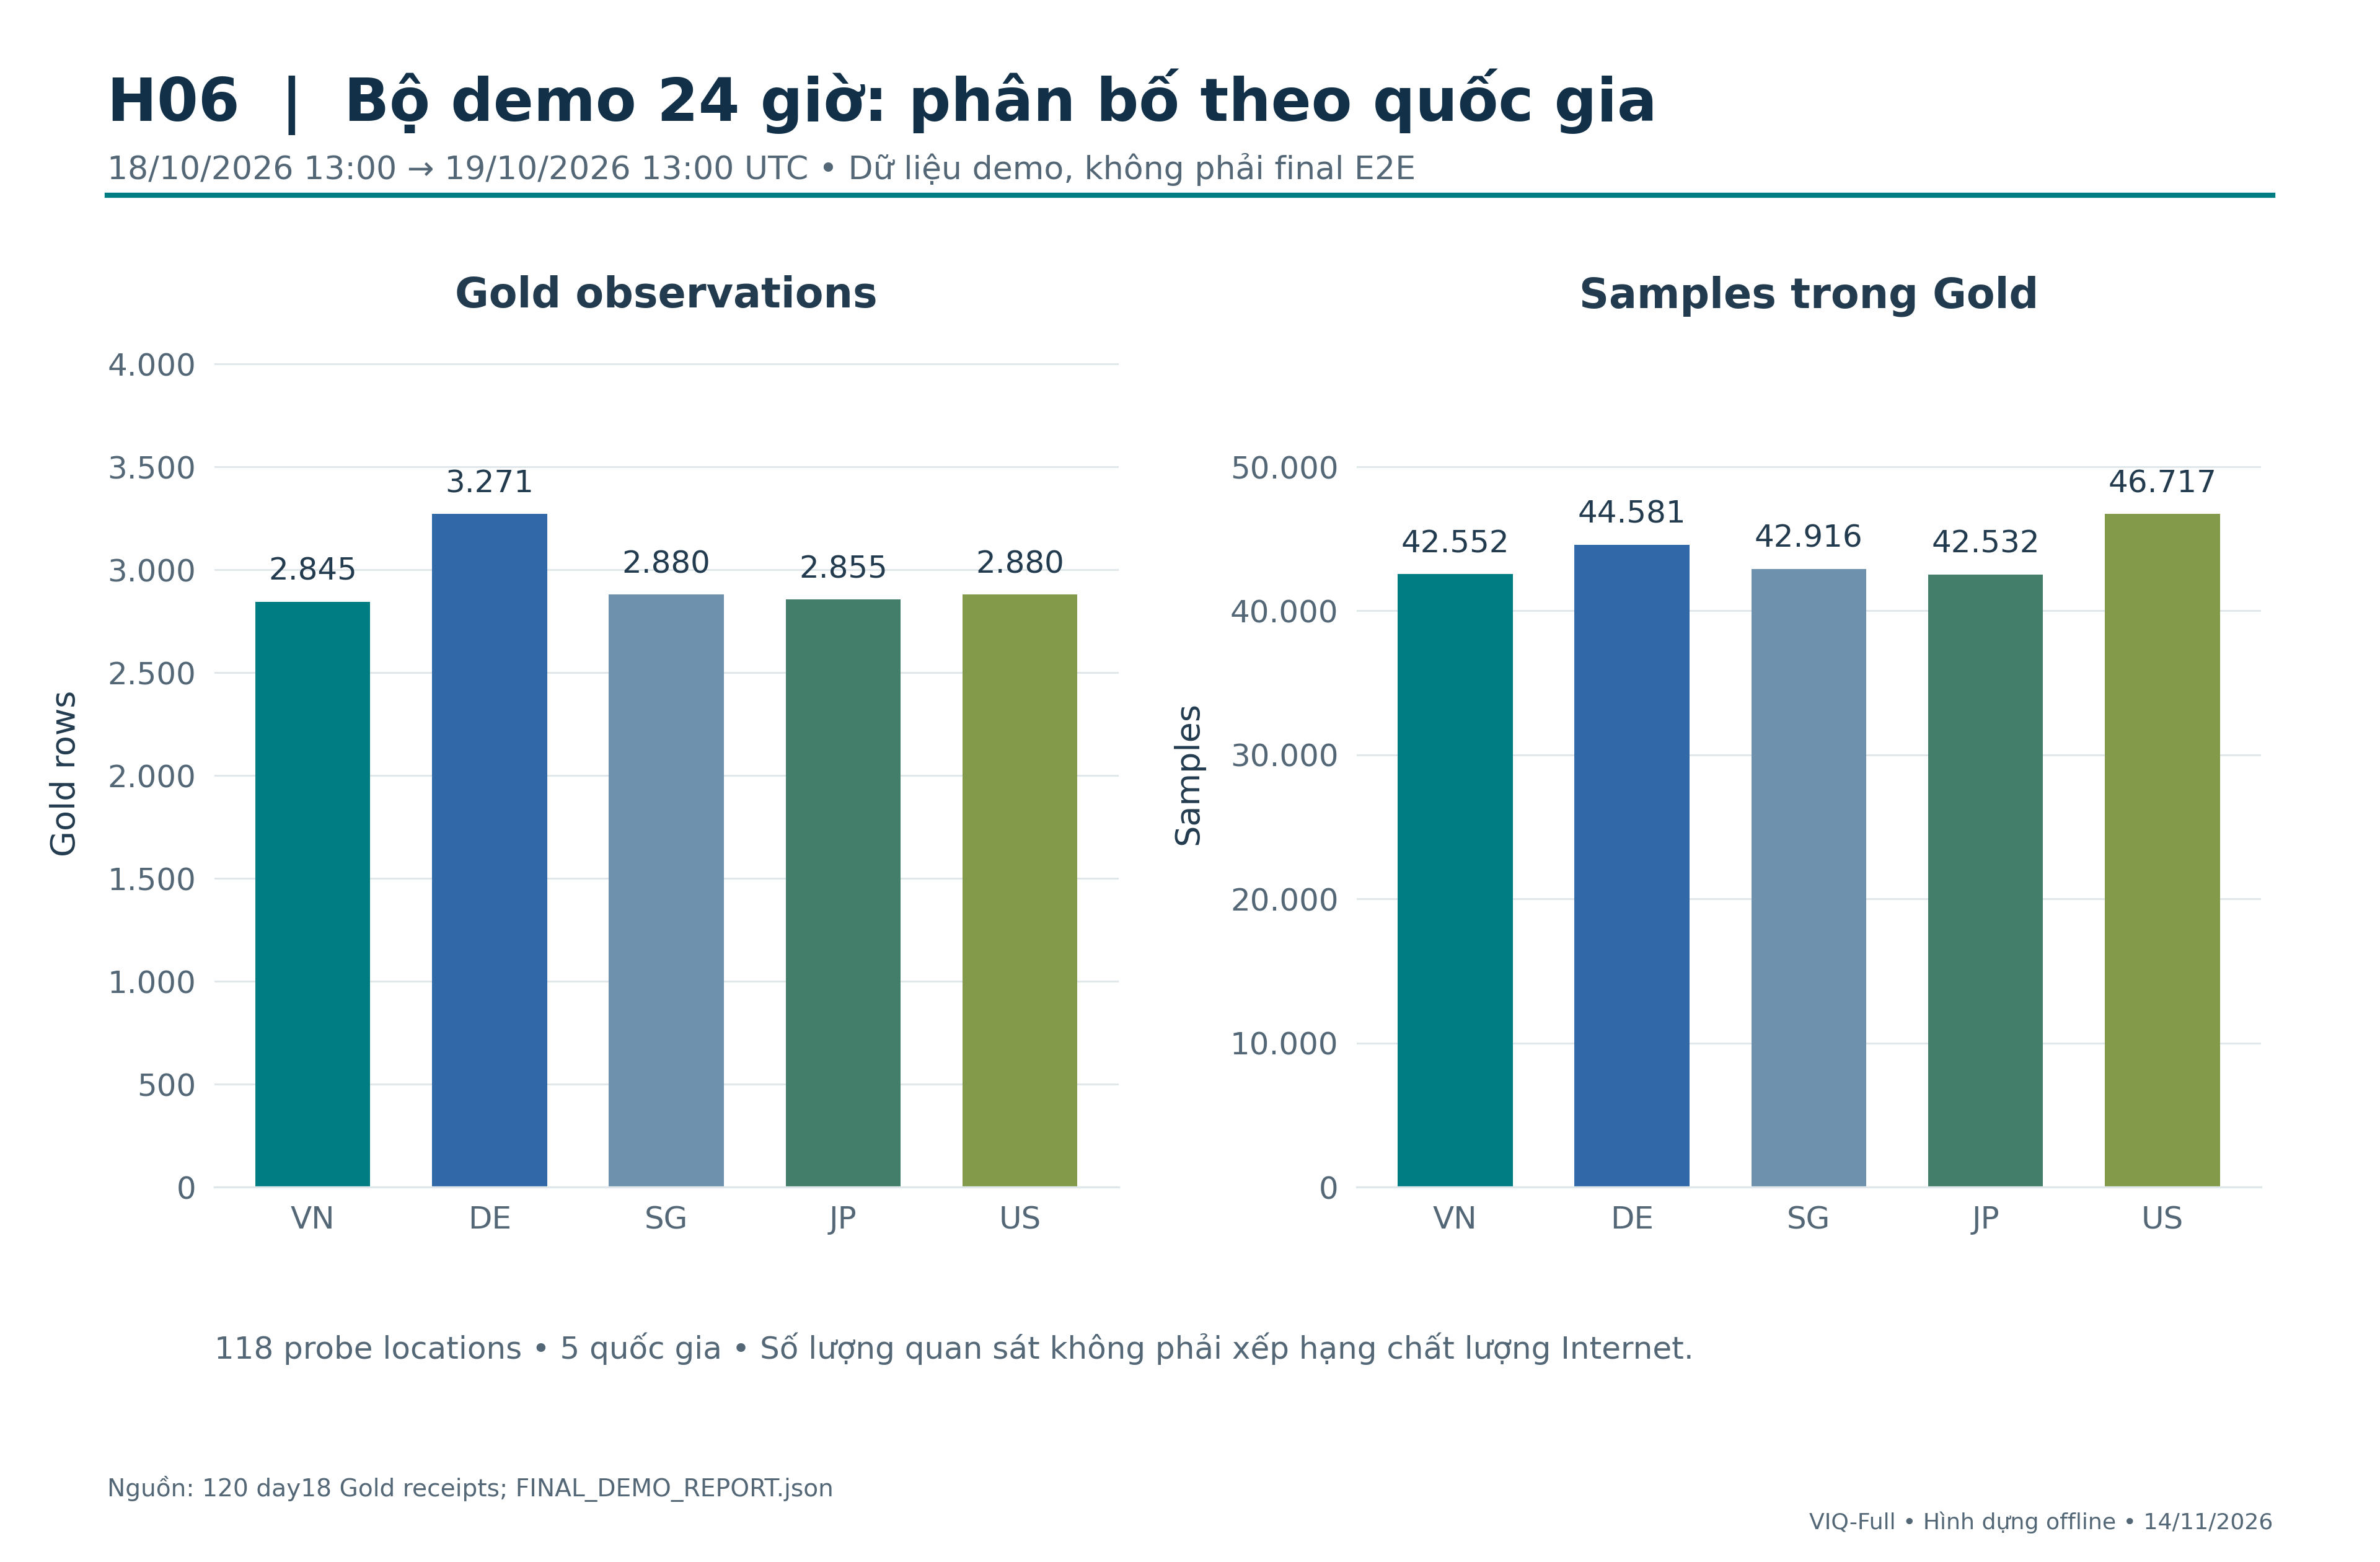 H06 | Bộ demo 24 giờ: phân bố theo quốc gia
18/10/2026 13:00 → 19/10/2026 13:00 UTC • Dữ liệu demo, không phải final E2E
Gold observations
Gold rows
4.000
3.500
3.000
2.500
2.000
1.500
1.000
500
0
2.845
3.271
2.880
2.855
2.880
VN
DE
SG
JP
US
Samples trong Gold
Samples
50.000
40.000
30.000
20.000
10.000
0
42.552
44.581
42.916
42.532
46.717
VN
DE
SG
JP
US
118 probe locations • 5 quốc gia • Số lượng quan sát không phải xếp hạng chất lượng Internet.
Nguồn: 120 day18 Gold receipts; FINAL_DEMO_REPORT.json
VIQ-Full • Hình dựng offline • 14/11/2026